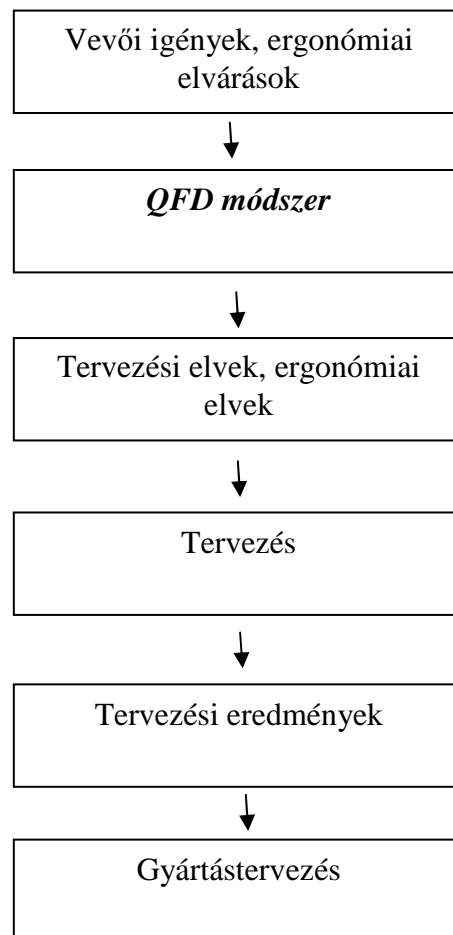 Vevői igények, ergonómiai
elvárások
QFD módszer
Tervezési elvek, ergonómiai
elvek
Tervezés
Tervezési eredmények
Gyártástervezés